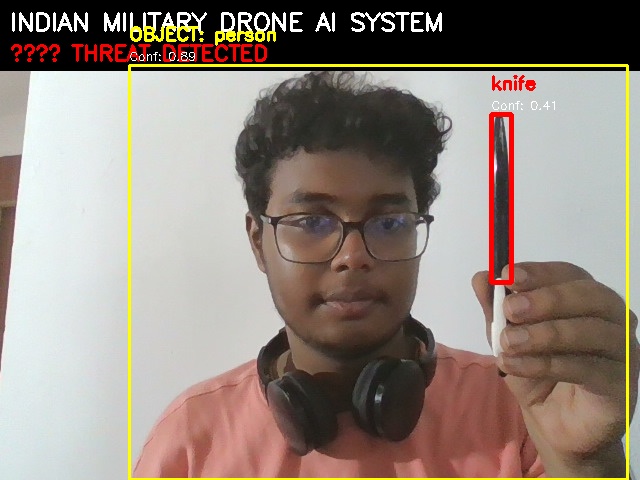 INDIAN MILITARY DRONE AI SYSTEM
OBJECT: person
???? THREAT DETECTED
Conf: 0.89
knife
Conf: 0.41